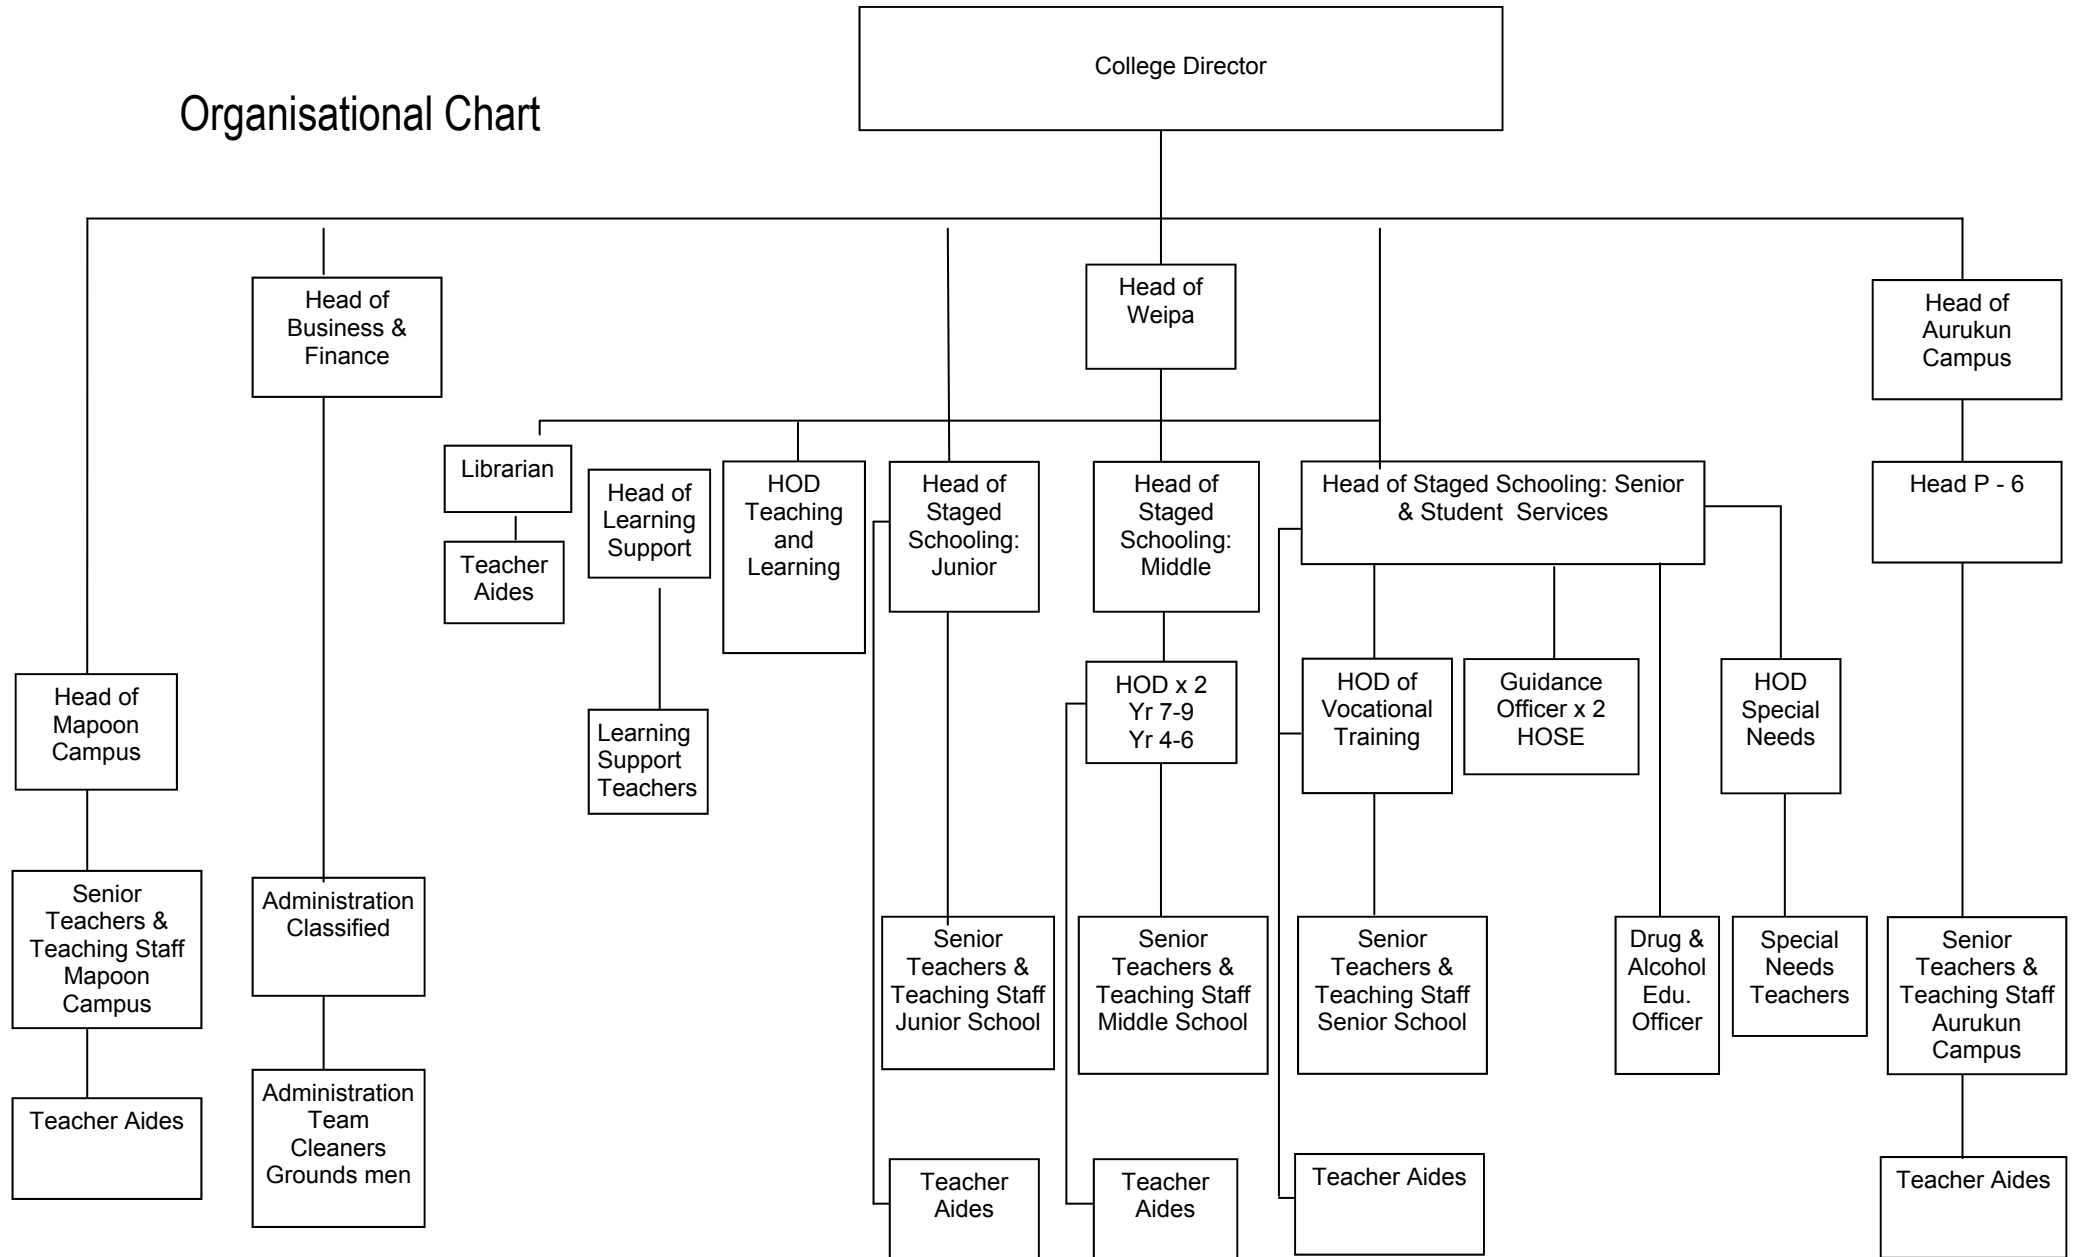 College Director
Organisational Chart
Head of
Business &
Finance
Head of
Weipa
Head of
Aurukun
Campus
Librarian
Head of
Learning
Support
HOD
Teaching
and
Learning
Head of
Staged
Schooling:
Junior
Head of
Staged
Schooling:
Middle
Head of Staged Schooling: Senior
& Student Services
Head P - 6
Teacher
Aides
Head of
Mapoon
Campus
Learning
Support
Teachers
HOD x 2
Yr 7-9
Yr 4-6
HOD of
Vocational
Training
Guidance
Officer x 2
HOSE
HOD
Special
Needs
Senior
Teachers &
Teaching Staff
Mapoon
Campus
Administration
Classified
Senior
Teachers &
Teaching Staff
Junior School
Senior
Teachers &
Teaching Staff
Middle School
Senior
Teachers &
Teaching Staff
Senior School
Drug &
Alcohol
Edu.
Officer
Special
Needs
Teachers
Senior
Teachers &
Teaching Staff
Aurukun
Campus
Teacher Aides
Administration
Team
Cleaners
Grounds men
Teacher
Aides
Teacher
Aides
Teacher Aides
Teacher Aides